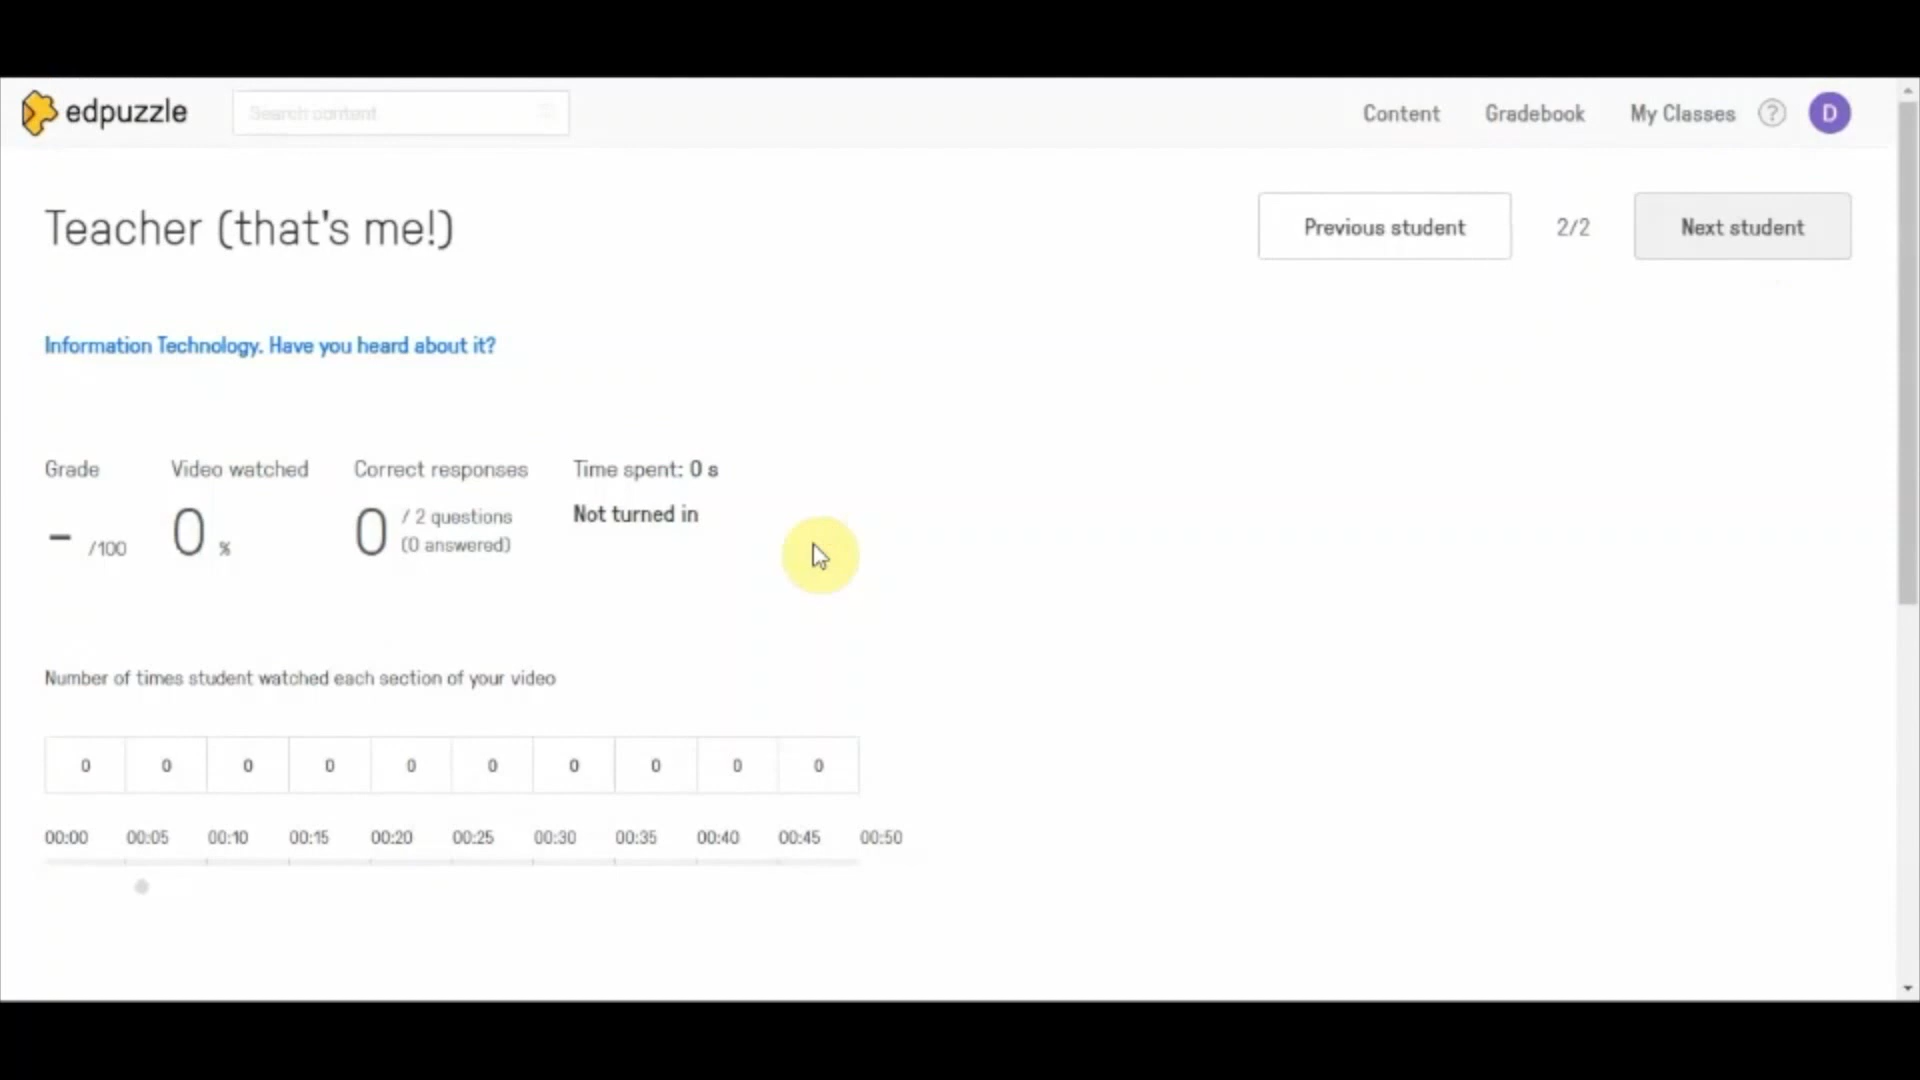 edpuzzle
Search content
Content
Gradebook
My Classes
?
D
Teacher (that's me!)
Previous student
2/2
Next student
Information Technology. Have you heard about it?
Grade
Video watched
Correct responses
Time spent: 0 s
- /100
0 %
0 / 2 questions
(0 answered)
Not turned in
Number of times student watched each section of your video
0 0 0 0 0 0 0 0 0 0
00:00 00:05 00:10 00:15 00:20 00:25 00:30 00:35 00:40 00:45 00:50